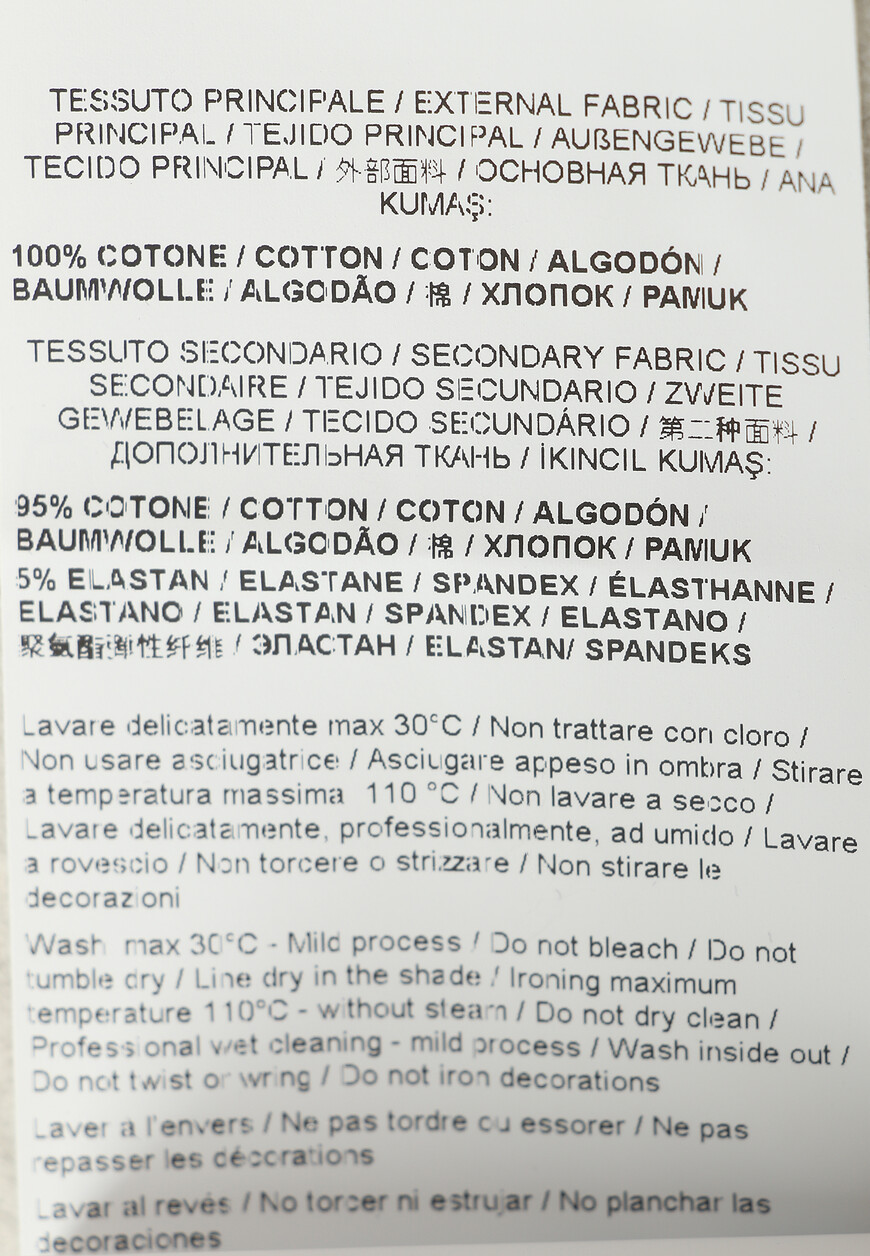 TESSUTO PRINCIPALE / EXTERNAL FABRIC / TISSU
PRINCIPAL / TEJIDO PRINCIPAL / AUßENGEWEBE /
TECIDO PRINCIPAL / 外部面料 / ОСНОВНАЯ ТКАНЬ / ANA
KUMAŞ:
100% COTONE / COTTON / COTON / ALGODÓN /
BAUMWOLLE / ALGODÃO / 棉 / ХЛОПОК / PAMUK
TESSUTO SECONDARIO / SECONDARY FABRIC / TISSU
SECONDAIRE / TEJIDO SECUNDARIO / ZWEITE
GEWEBELAGE / TECIDO SECUNDÁRIO / 第二种面料 /
ДОПОЛНИТЕЛЬНАЯ ТКАНЬ / İKINCIL KUMAŞ:
95% COTONE / COTTON / COTON / ALGODÓN /
BAUMWOLLE / ALGODÃO / 棉 / ХЛОПОК / PAMUK
5% ELASTAN / ELASTANE / SPANDEX / ÉLASTHANNE /
ELASTANO / ELASTAN / SPANDEX / ELASTANO /
聚氨酯弹性纤维 / ЭЛАСТАН / ELASTAN/ SPANDEKS
Lavare delicatamente max 30°C / Non trattare con cloro /
Non usare asciugatrice / Asciugare appeso in ombra / Stirare
a temperatura massima 110 °C / Non lavare a secco /
Lavare delicatamente, professionalmente, ad umido / Lavare
a rovescio / Non torcere o strizzare / Non stirare le
decorazioni
Wash max 30°C - Mild process / Do not bleach / Do not
tumble dry / Line dry in the shade / Ironing maximum
temperature 110°C - without steam / Do not dry clean /
Professional wet cleaning - mild process / Wash inside out /
Do not twist or wring / Do not iron decorations
Laver à l'envers / Ne pas tordre ou essorer / Ne pas
repasser les décorations
Lavar al revés / No torcer ni estrujar / No planchar las
decoraciones